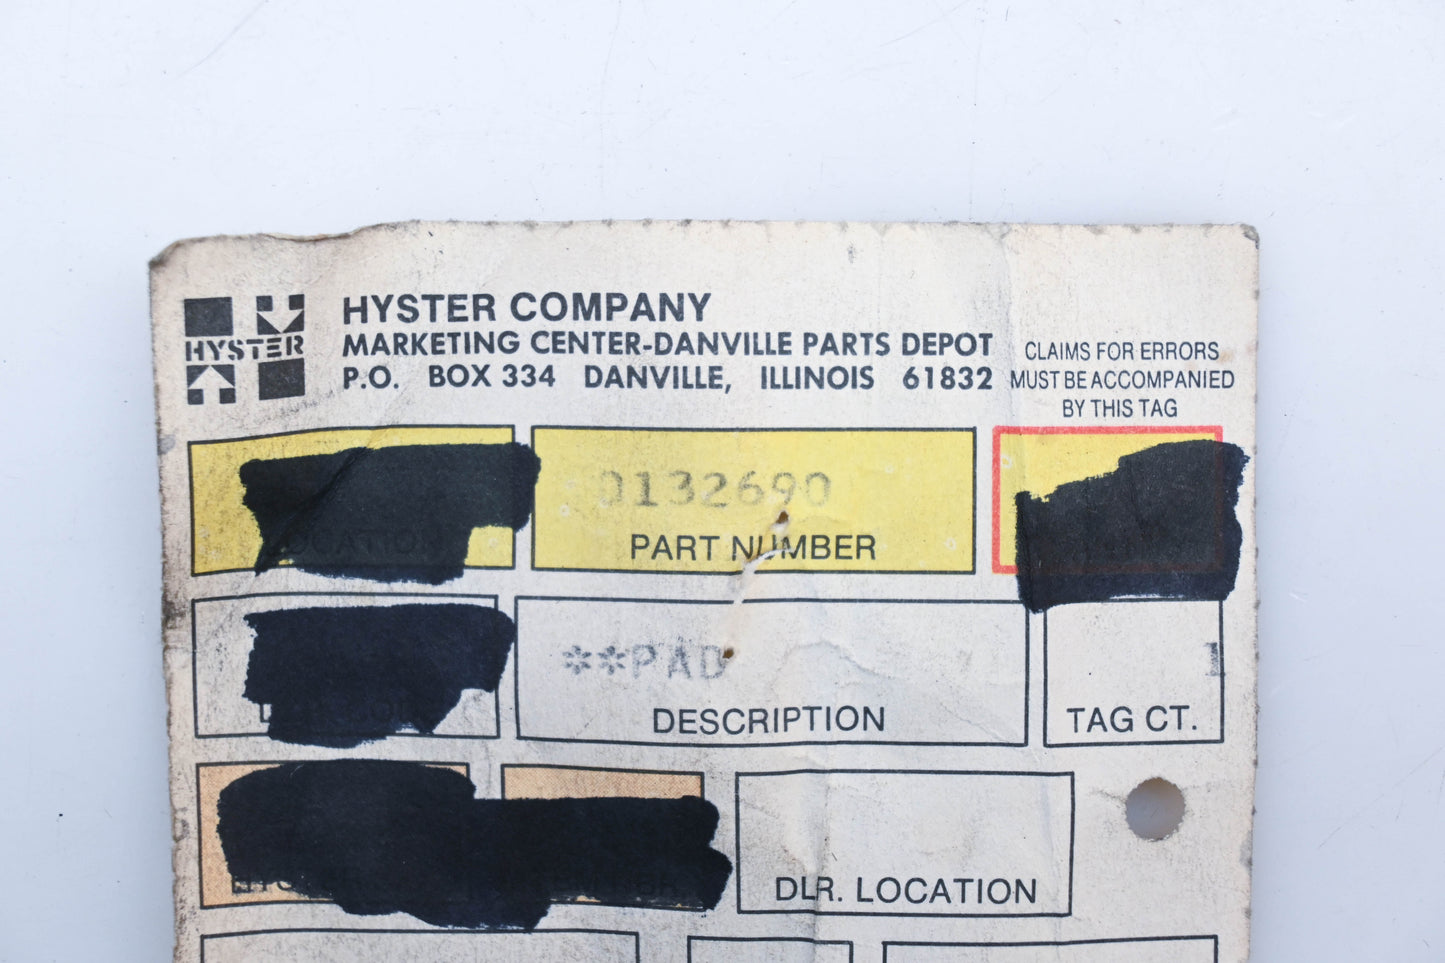 HYSTER
HYSTER COMPANY
MARKETING CENTER-DANVILLE PARTS DEPOT
P.O. BOX 334 DANVILLE, ILLINOIS 61832
CLAIMS FOR ERRORS
MUST BE ACCOMPANIED
BY THIS TAG
LOCATION
0132690
PART NUMBER
**PAD
DESCRIPTION
1
TAG CT.
DLR. LOCATION